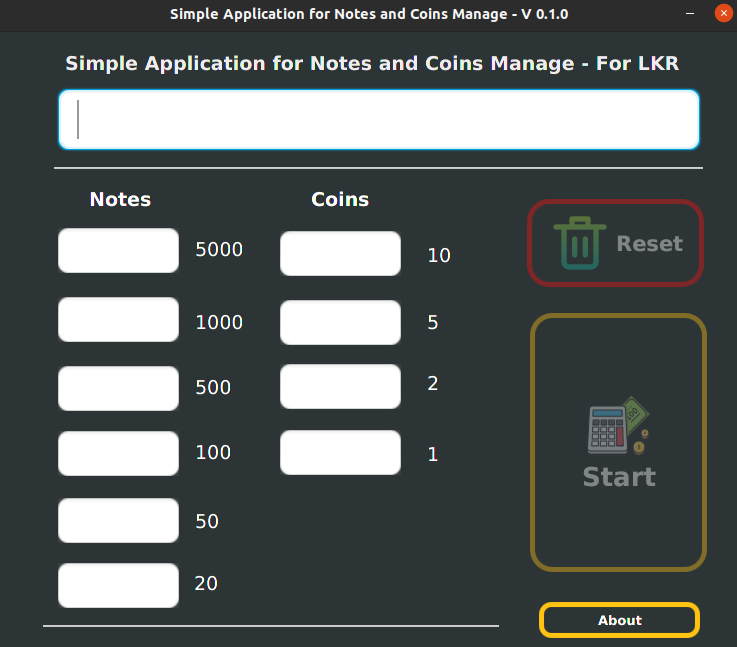 Simple Application for Notes and Coins Manage - V 0.1.0
Simple Application for Notes and Coins Manage - For LKR
Notes
Coins
5000
1000
500
100
50
20
10
5
2
1
Reset
Start
About